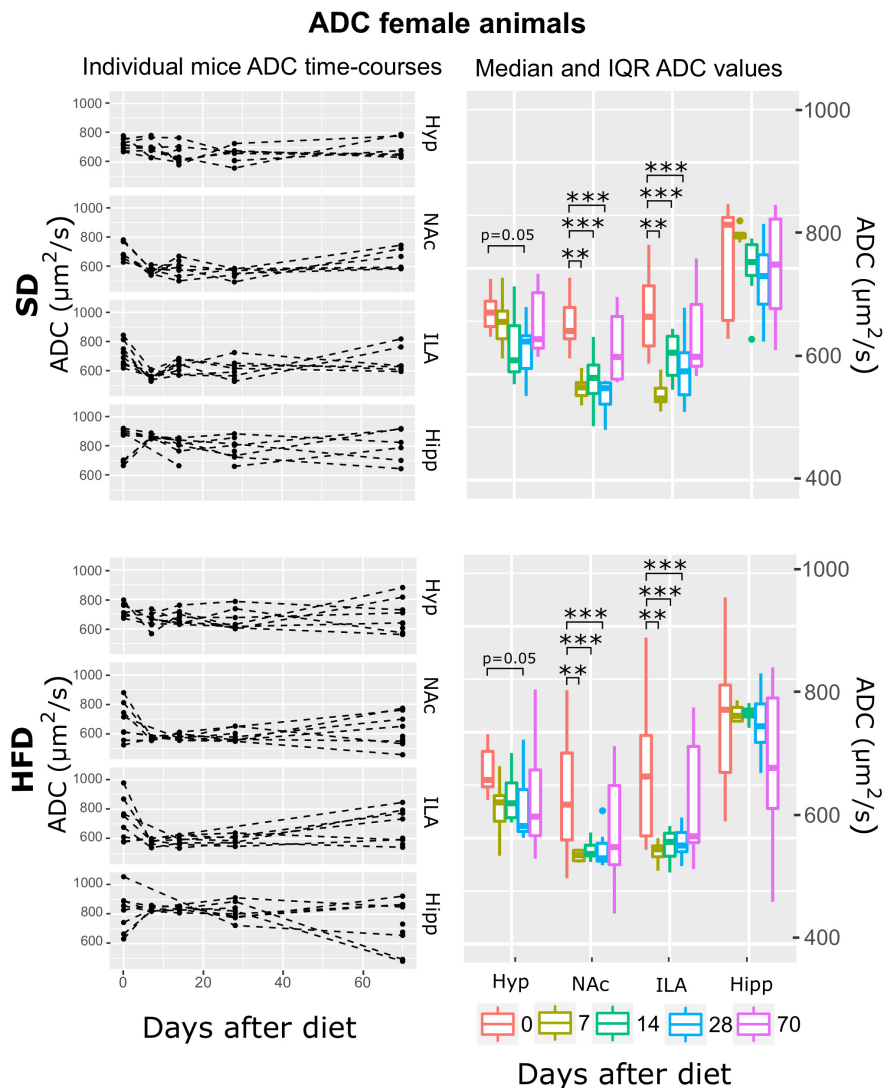 ADC female animals
Individual mice ADC time-courses
Median and IQR ADC values
SD
ADC (µm²/s)
1000
800
600
Hyp
800
600
NAc
1000
800
600
ILA
1000
800
600
Hipp
p=0.05
** *** ***
** *** ***
1000
800
600
400
ADC (µm²/s)
HFD
ADC (µm²/s)
1000
800
600
Hyp
1000
800
600
NAc
1000
800
600
ILA
1000
800
600
Hipp
0 20 40 60
Days after diet
p=0.05
** *** ***
** *** ***
1000
800
600
400
ADC (µm²/s)
Hyp NAc ILA Hipp
0 7 14 28 70
Days after diet